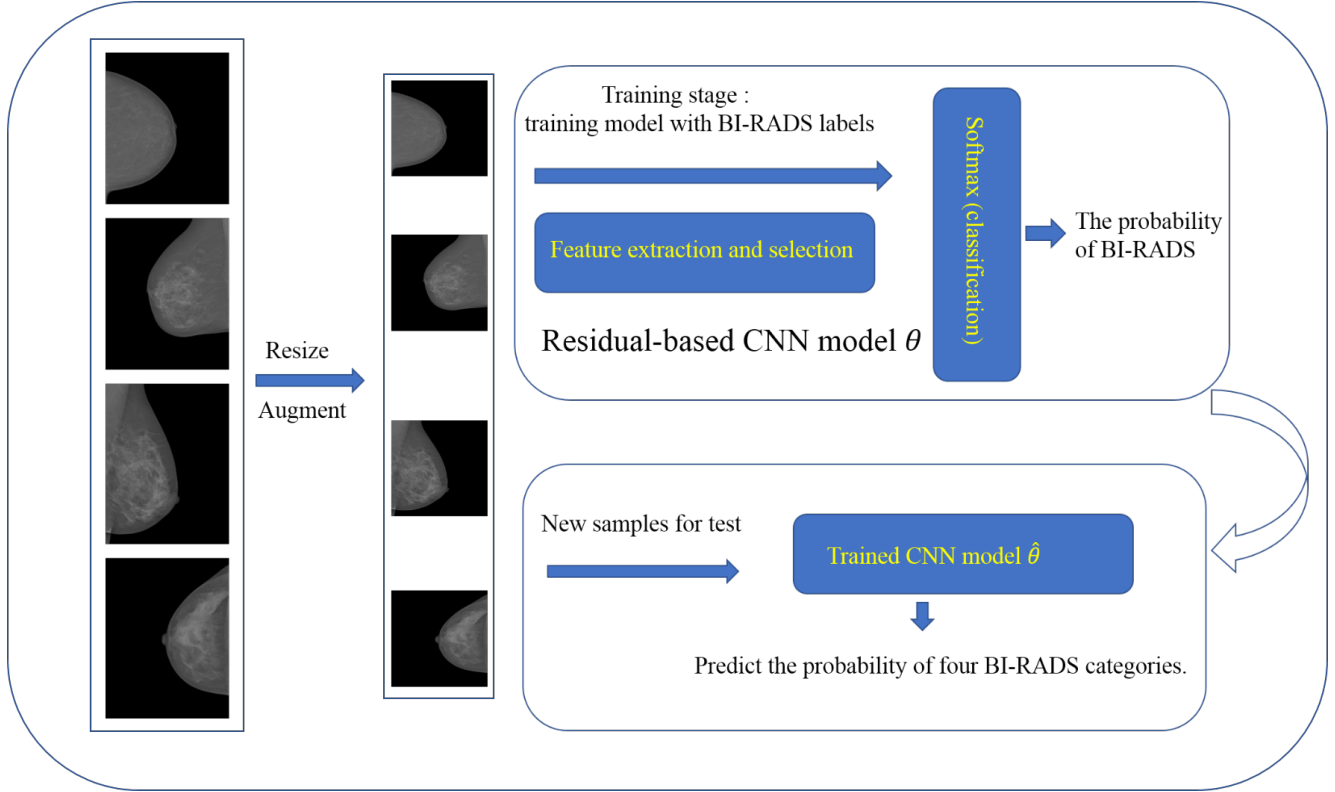 Resize
Augment
Training stage :
training model with BI-RADS labels
Feature extraction and selection
Residual-based CNN model θ
Softmax (classification)
The probability
of BI-RADS
New samples for test
Trained CNN model θ̂
Predict the probability of four BI-RADS categories.